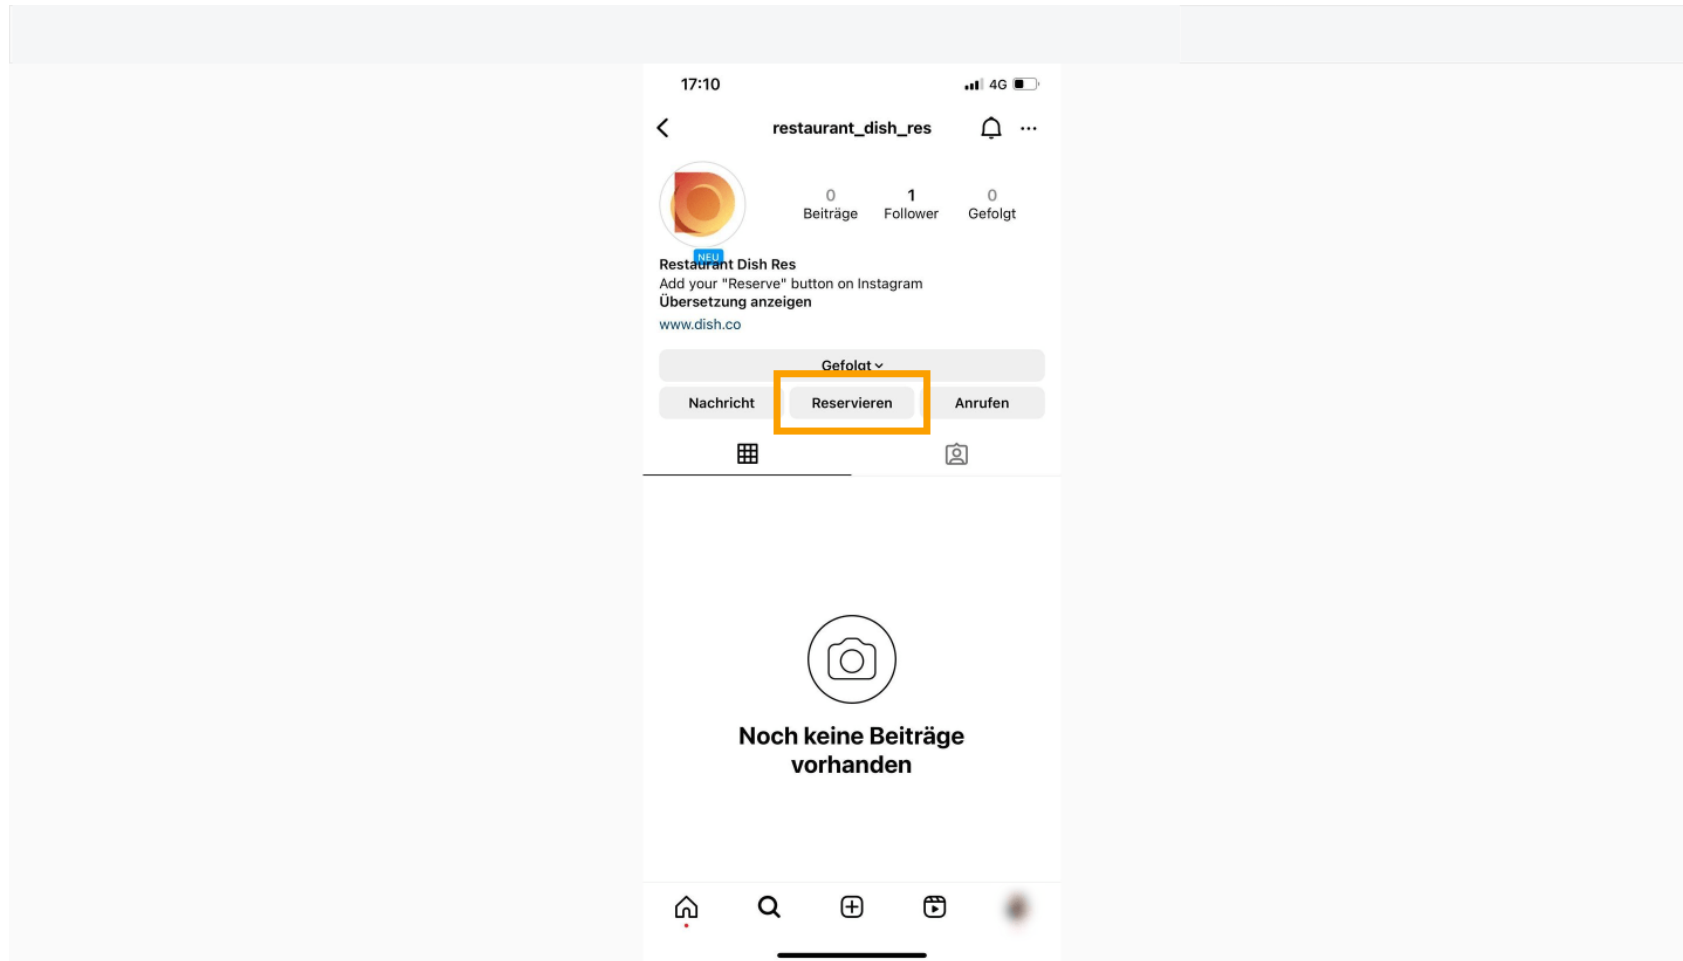 17:10
4G
restaurant_dish_res
0 1 0
Beiträge Follower Gefolgt
NEU
Restaurant Dish Res
Add your "Reserve" button on Instagram
Übersetzung anzeigen
www.dish.co
Gefolgt
Nachricht Reservieren Anrufen
Noch keine Beiträge
vorhanden